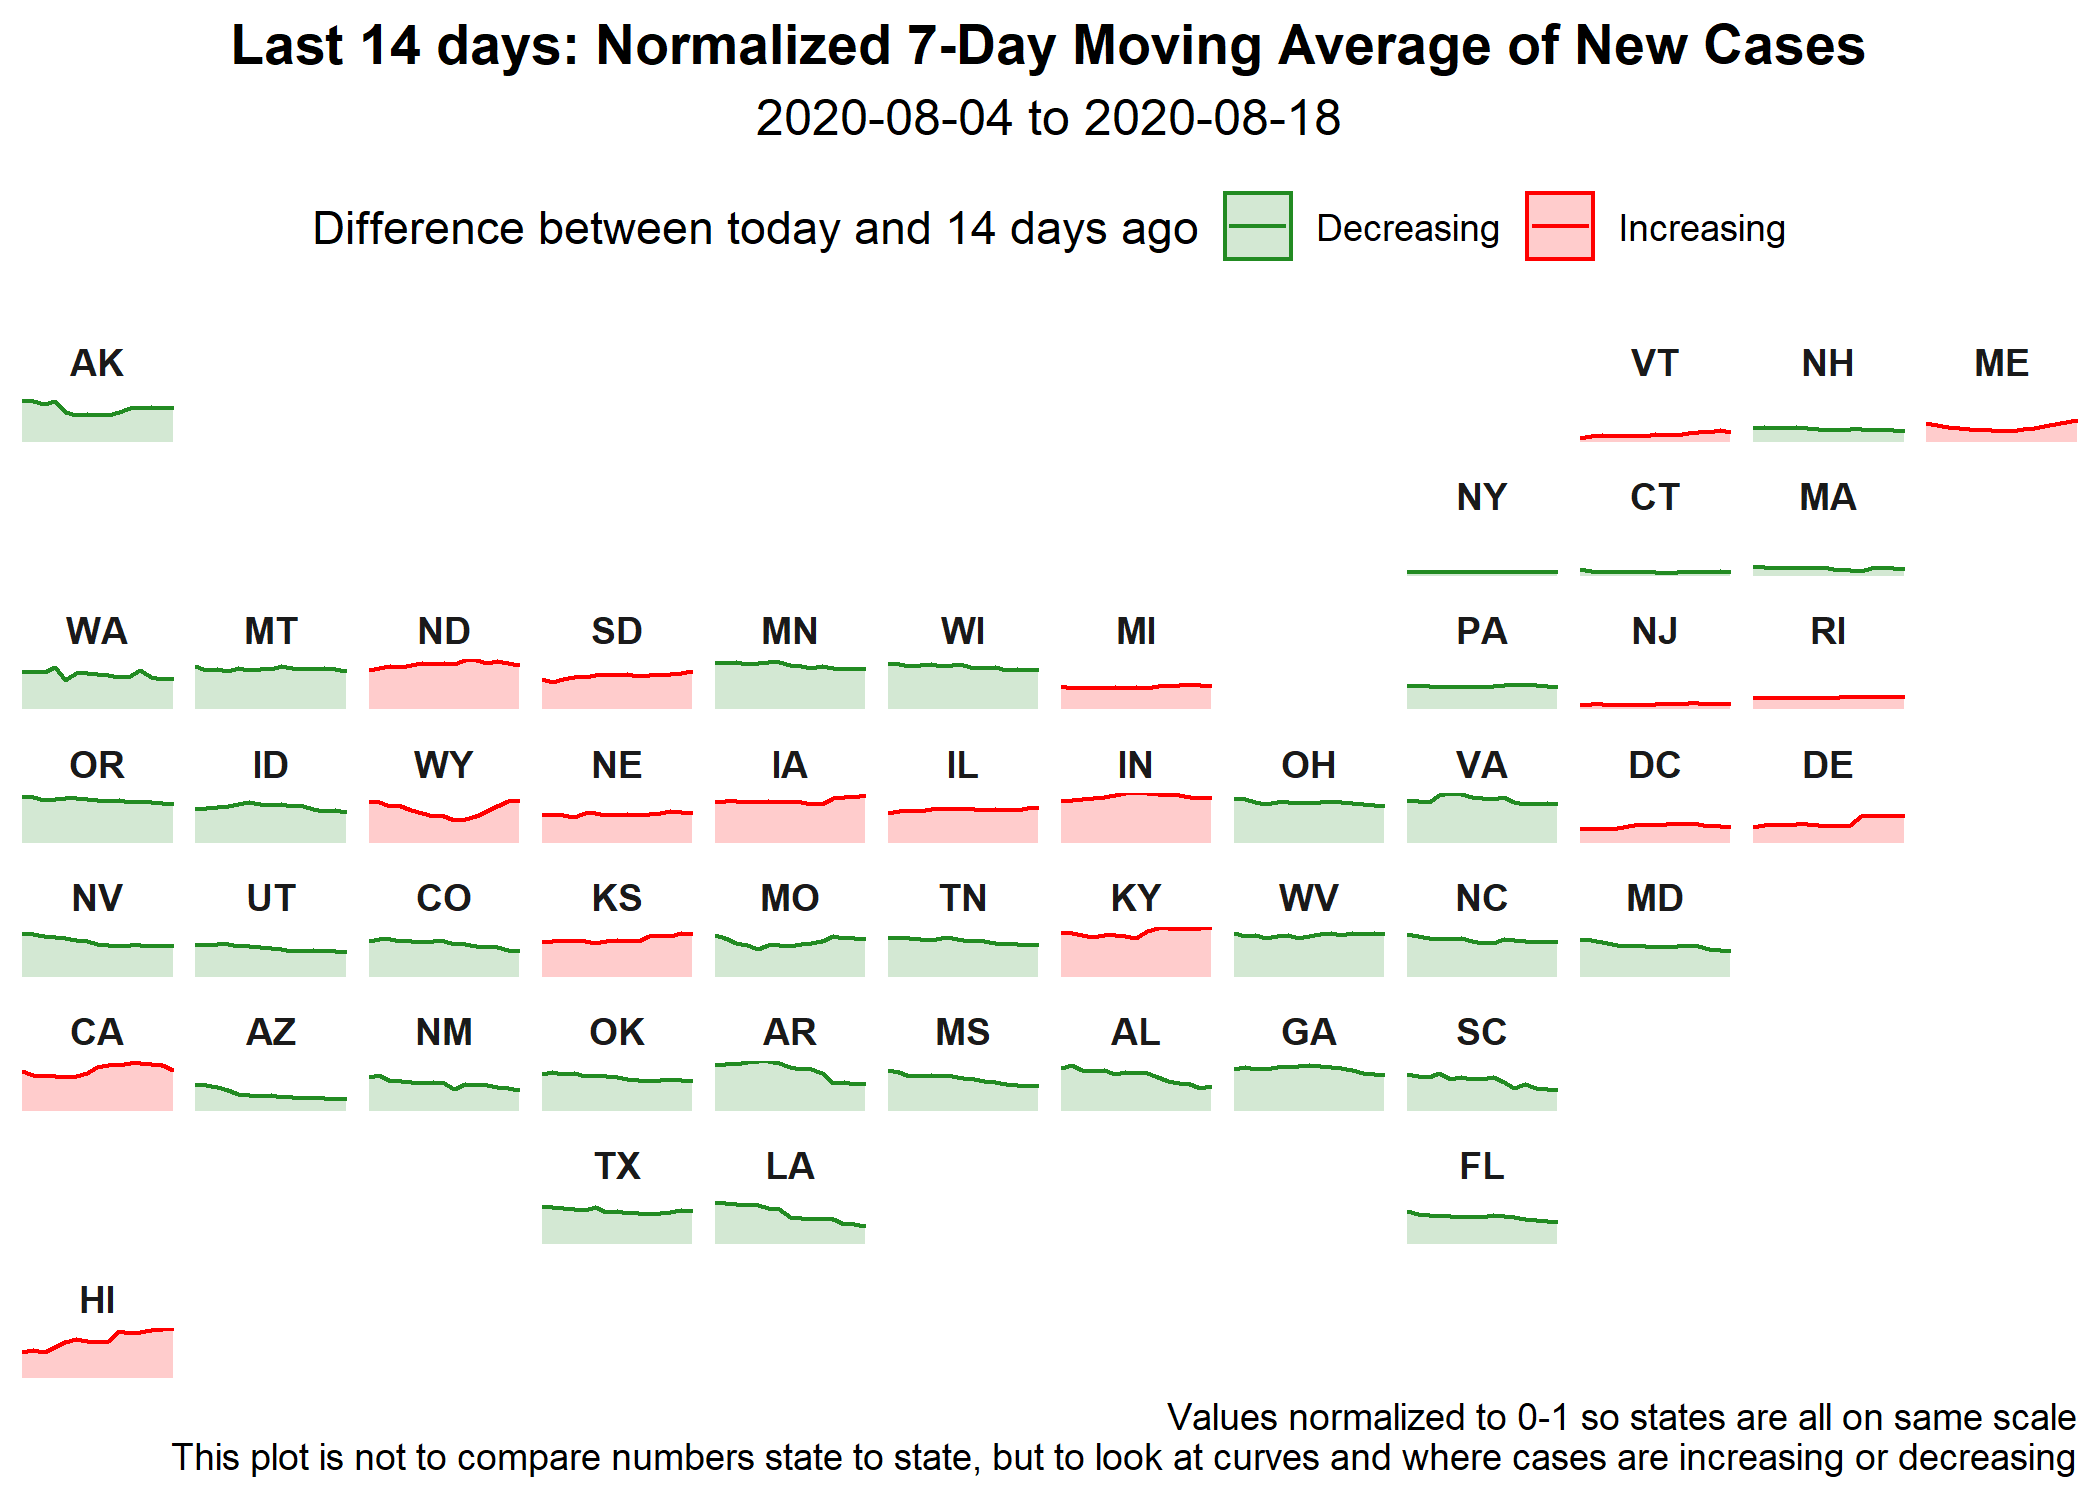 Last 14 days: Normalized 7-Day Moving Average of New Cases
2020-08-04 to 2020-08-18
Difference between today and 14 days ago Decreasing Increasing
AK VT NH ME
NY CT MA
WA MT ND SD MN WI MI PA NJ RI
OR ID WY NE IA IL IN OH VA DC DE
NV UT CO KS MO TN KY WV NC MD
CA AZ NM OK AR MS AL GA SC
TX LA FL
HI
Values normalized to 0-1 so states are all on same scale
This plot is not to compare numbers state to state, but to look at curves and where cases are increasing or decreasing